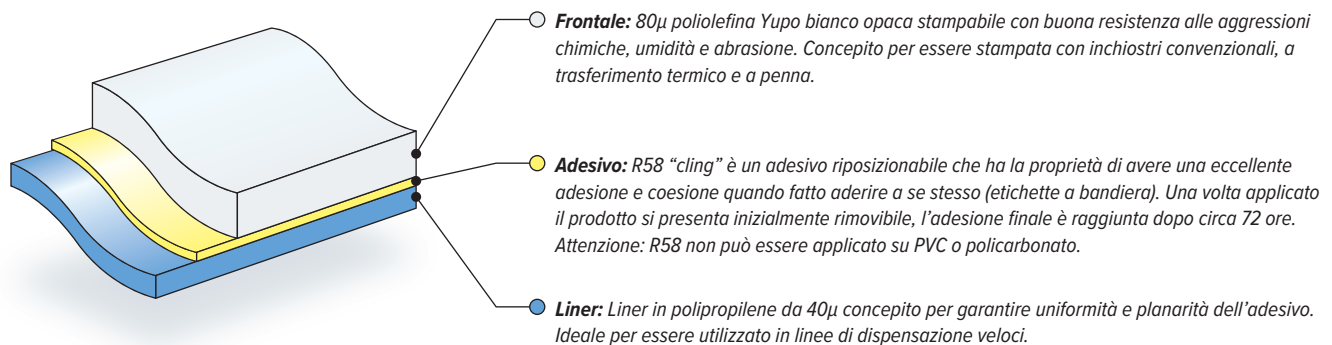 Frontale: 80µ poliolefina Yupo bianco opaca stampabile con buona resistenza alle aggressioni
chimiche, umidità e abrasione. Concepito per essere stampata con inchiostri convenzionali, a
trasferimento termico e a penna.
Adesivo: R58 “cling” è un adesivo riposizionabile che ha la proprietà di avere una eccellente
adesione e coesione quando fatto aderire a se stesso (etichette a bandiera). Una volta applicato
il prodotto si presenta inizialmente rimovibile, l’adesione finale è raggiunta dopo circa 72 ore.
Attenzione: R58 non può essere applicato su PVC o policarbonato.
Liner: Liner in polipropilene da 40µ concepito per garantire uniformità e planarità dell’adesivo.
Ideale per essere utilizzato in linee di dispensazione veloci.